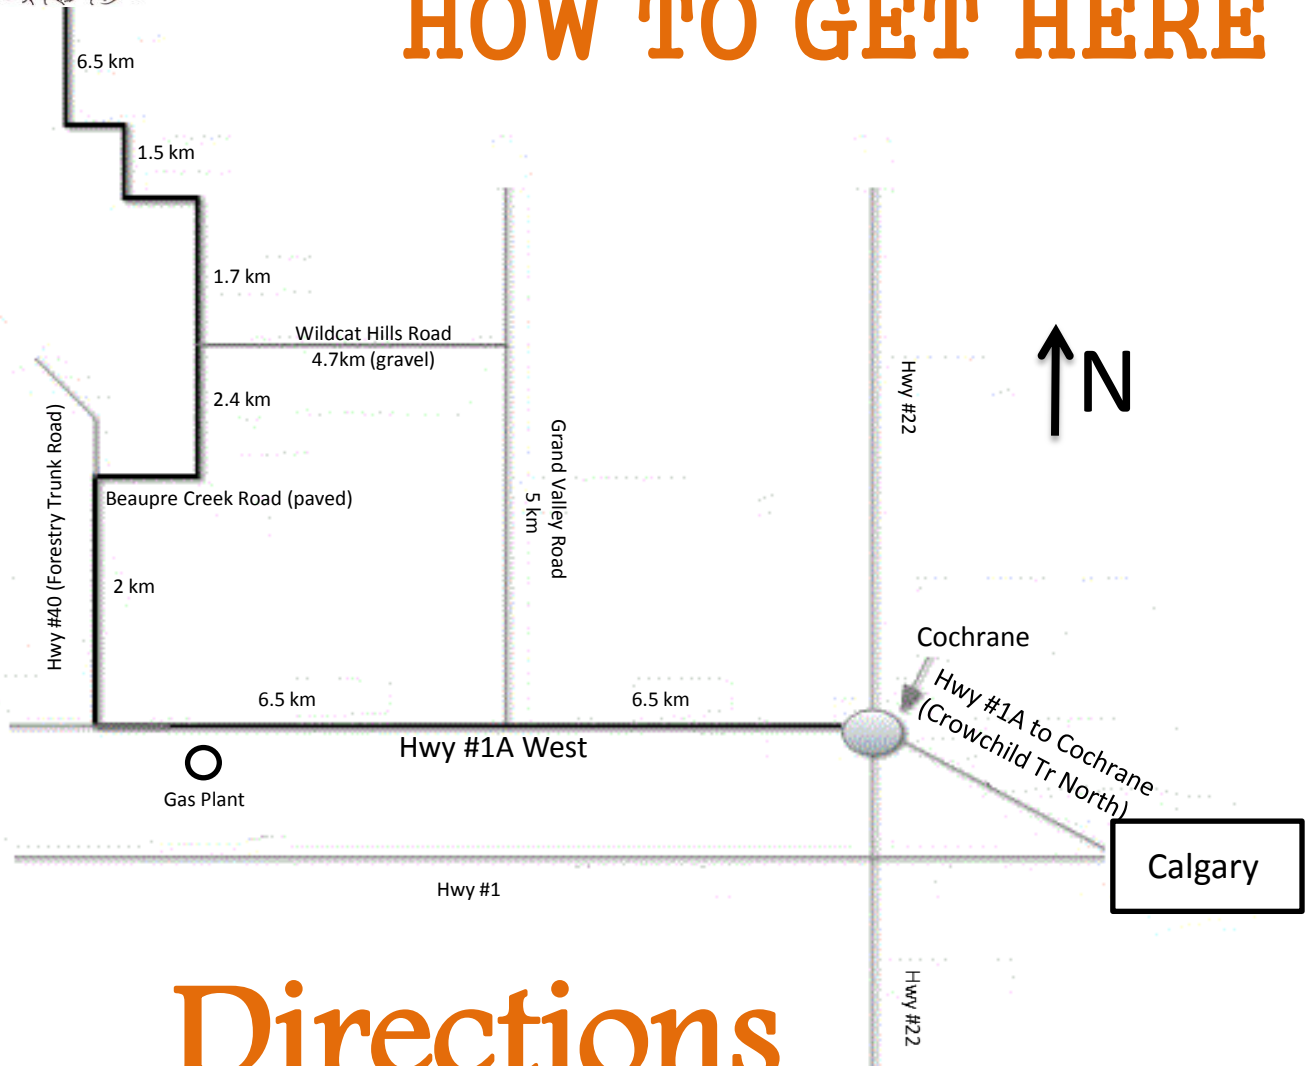 HOW TO GET HERE
6.5 km
1.5 km
1.7 km
Wildcat Hills Road
4.7km (gravel)
2.4 km
Hwy #22
N
Hwy #40 (Forestry Trunk Road)
Grand Valley Road
5 km
Beaupre Creek Road (paved)
2 km
Cochrane
Hwy #1A to Cochrane
(Crowchild Tr North)
6.5 km
6.5 km
Hwy #1A West
Gas Plant
Calgary
Hwy #1
Hwy #22
Directions